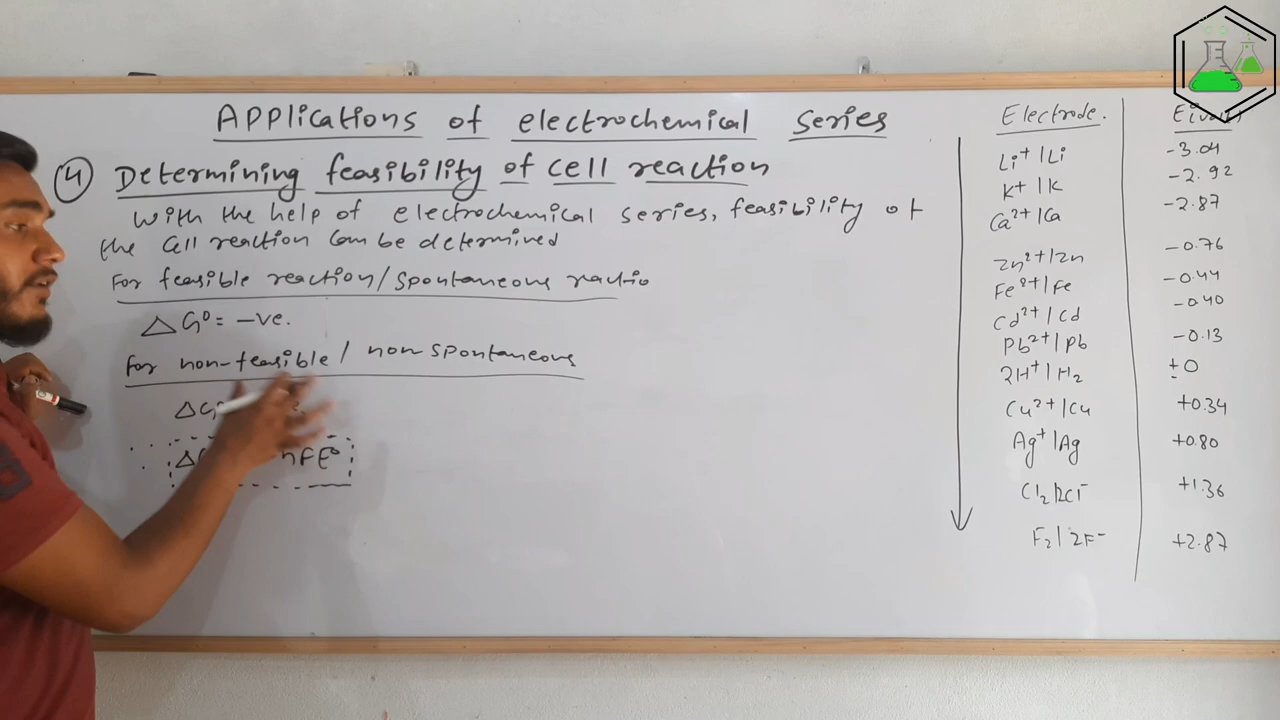 Applications of electrochemical series
4 Determining feasibility of cell reaction
With the help of electrochemical series, feasibility of
the cell reaction can be determined
For feasible reaction/spontaneous reactio
△G°= -ve.
For non-feasible / non spontaneous
△G
△ nFE°
Electrode.
Li⁺/Li -3.04
K⁺/K -2.92
Ca²⁺/Ca -2.87
Zn²⁺/Zn -0.76
Fe²⁺/Fe -0.44
Cd²⁺/Cd -0.40
Pb²⁺/Pb -0.13
2H⁺/H₂ ±0
Cu²⁺/Cu +0.34
Ag⁺/Ag +0.80
Cl₂/2Cl⁻ +1.36
F₂/2F⁻ +2.87